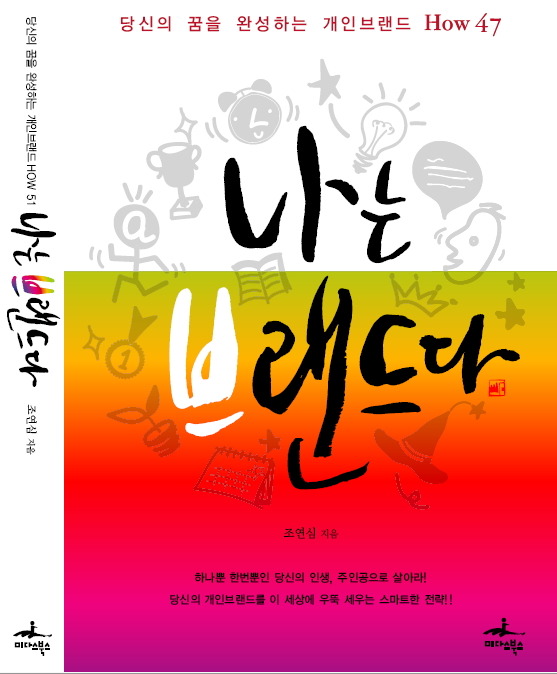 당신의 꿈을 완성하는 개인브랜드 HOW 51
나는
브랜드다
조연심 지음
미다스북스
당신의 꿈을 완성하는 개인브랜드 How 47
나는
브랜드다
조연심 지음
하나뿐 한번뿐인 당신의 인생, 주인공으로 살아라!
당신의 개인브랜드를 이 세상에 우뚝 세우는 스마트한 전략!!
미다스북스